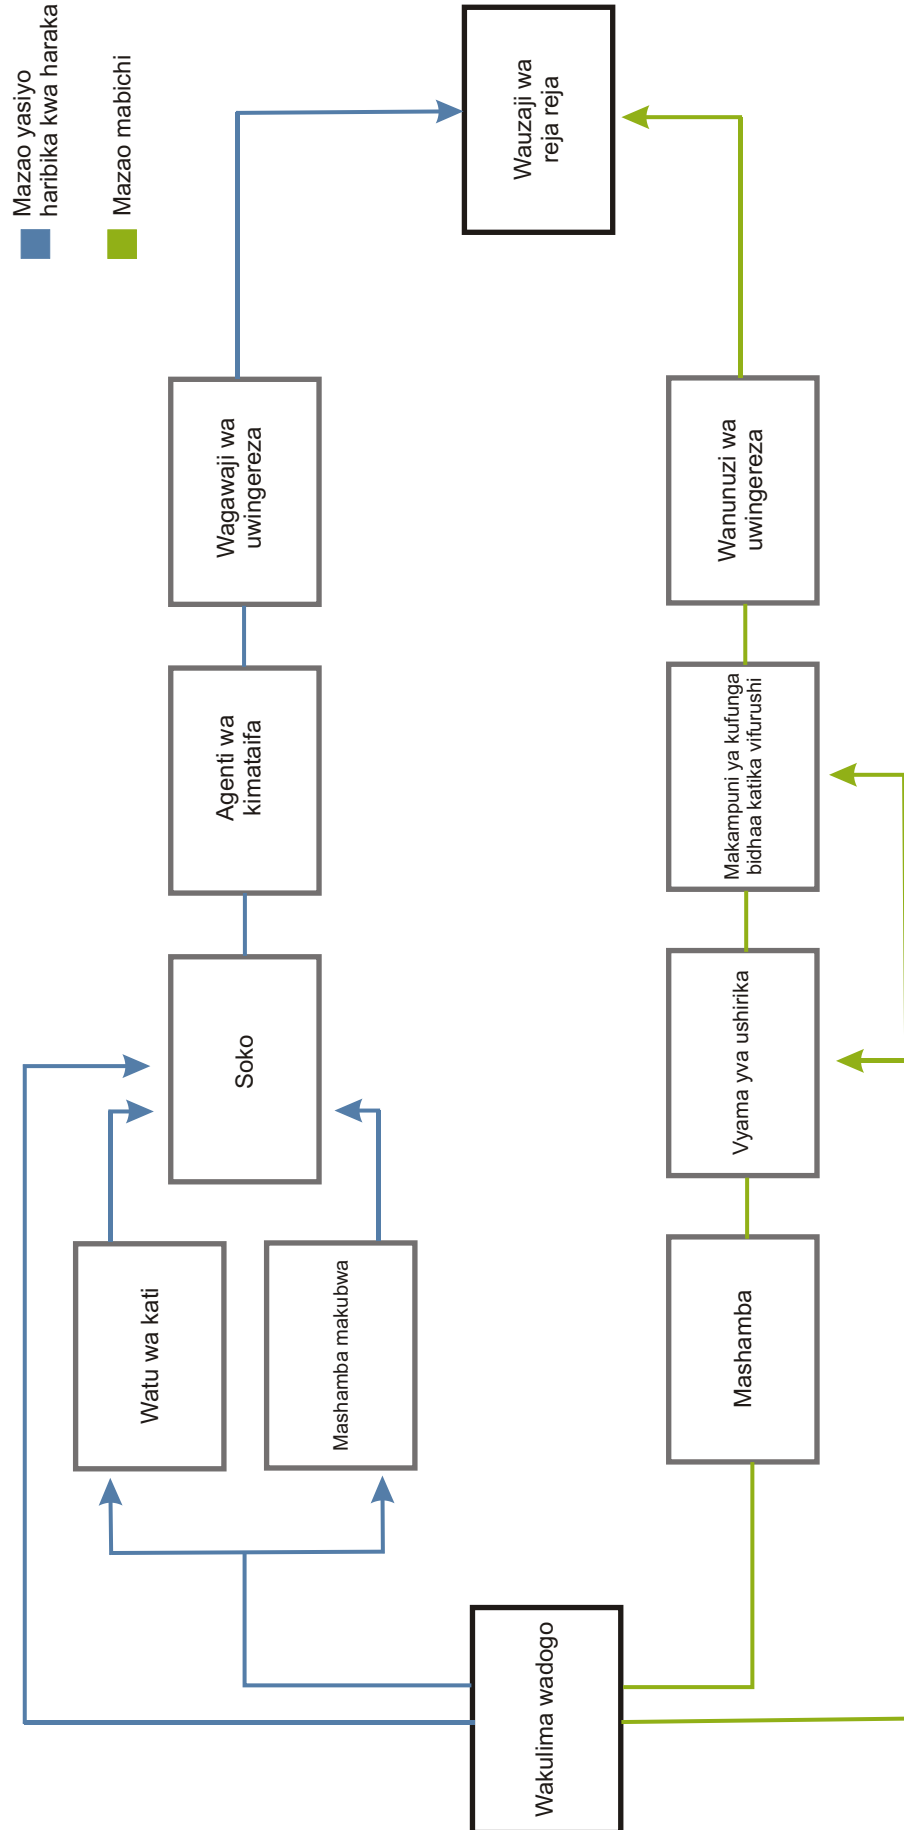 Mazao yasiyo
haribika kwa haraka
Mazao mabichi
Wakulima wadogo
Watu wa kati
Mashamba makubwa
Soko
Agenti wa
kimataifa
Wagawaji wa
uwingereza
Mashamba
Vyama yva ushirika
Makampuni ya kufunga
bidhaa katika vifurushi
Wanunuzi wa
uwingereza
Wauzaji wa
reja reja